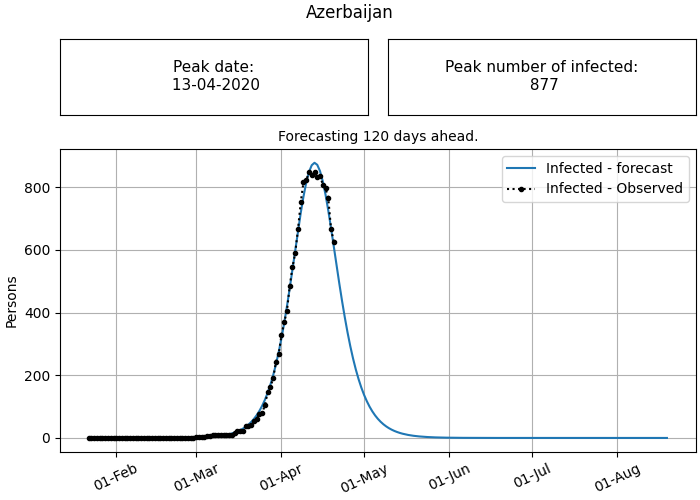 Azerbaijan
Peak date:
13-04-2020
Peak number of infected:
877
Forecasting 120 days ahead.
Infected - forecast
Infected - Observed
Persons
800
600
400
200
0
01-Feb
01-Mar
01-Apr
01-May
01-Jun
01-Jul
01-Aug